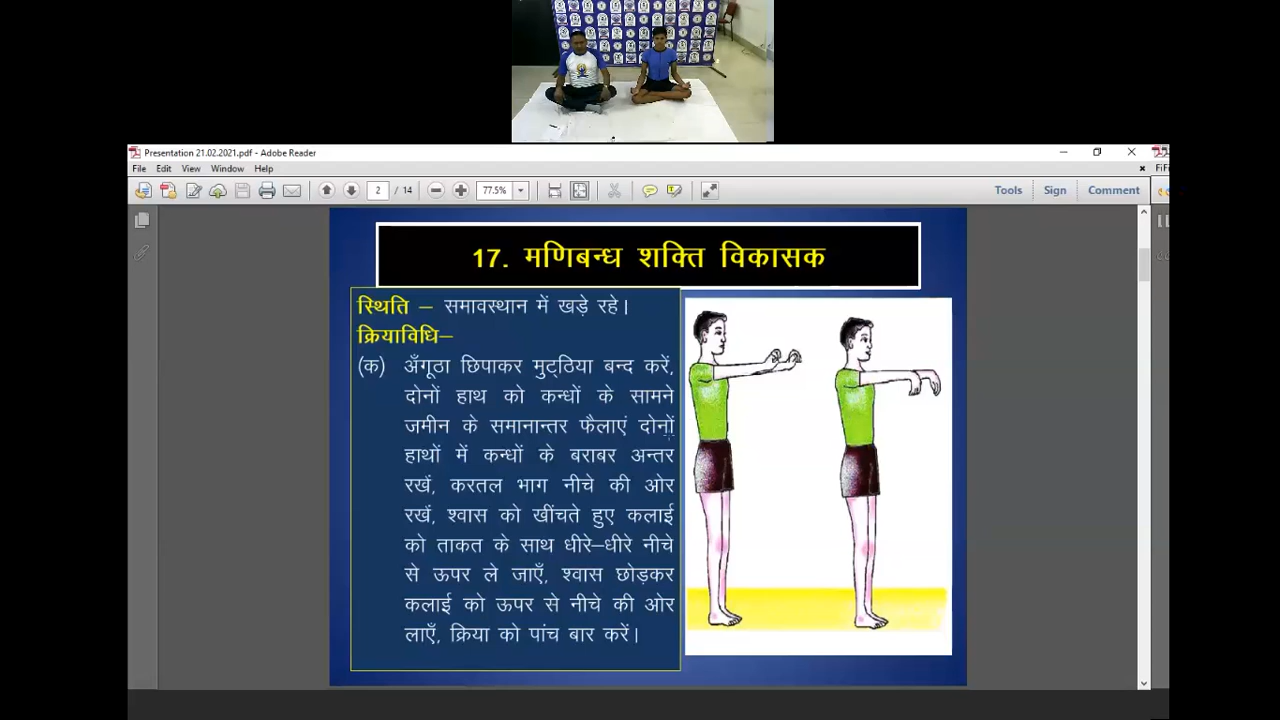 Presentation 21.02.2021.pdf - Adobe Reader
File Edit View Window Help
2 / 14 77.5% Tools Sign Comment
17. मणिबन्ध शक्ति विकासक
स्थिति – समावस्थान में खड़े रहे।
क्रियाविधि–
(क) अँगूठा छिपाकर मुट्ठिया बन्द करें,
दोनों हाथ को कन्धों के सामने
जमीन के समानान्तर फैलाएं दोनों
हाथों में कन्धों के बराबर अन्तर
रखें, करतल भाग नीचे की ओर
रखें, श्वास को खींचते हुए कलाई
को ताकत के साथ धीरे–धीरे नीचे
से ऊपर ले जाएँ, श्वास छोड़कर
कलाई को ऊपर से नीचे की ओर
लाएँ, क्रिया को पांच बार करें।